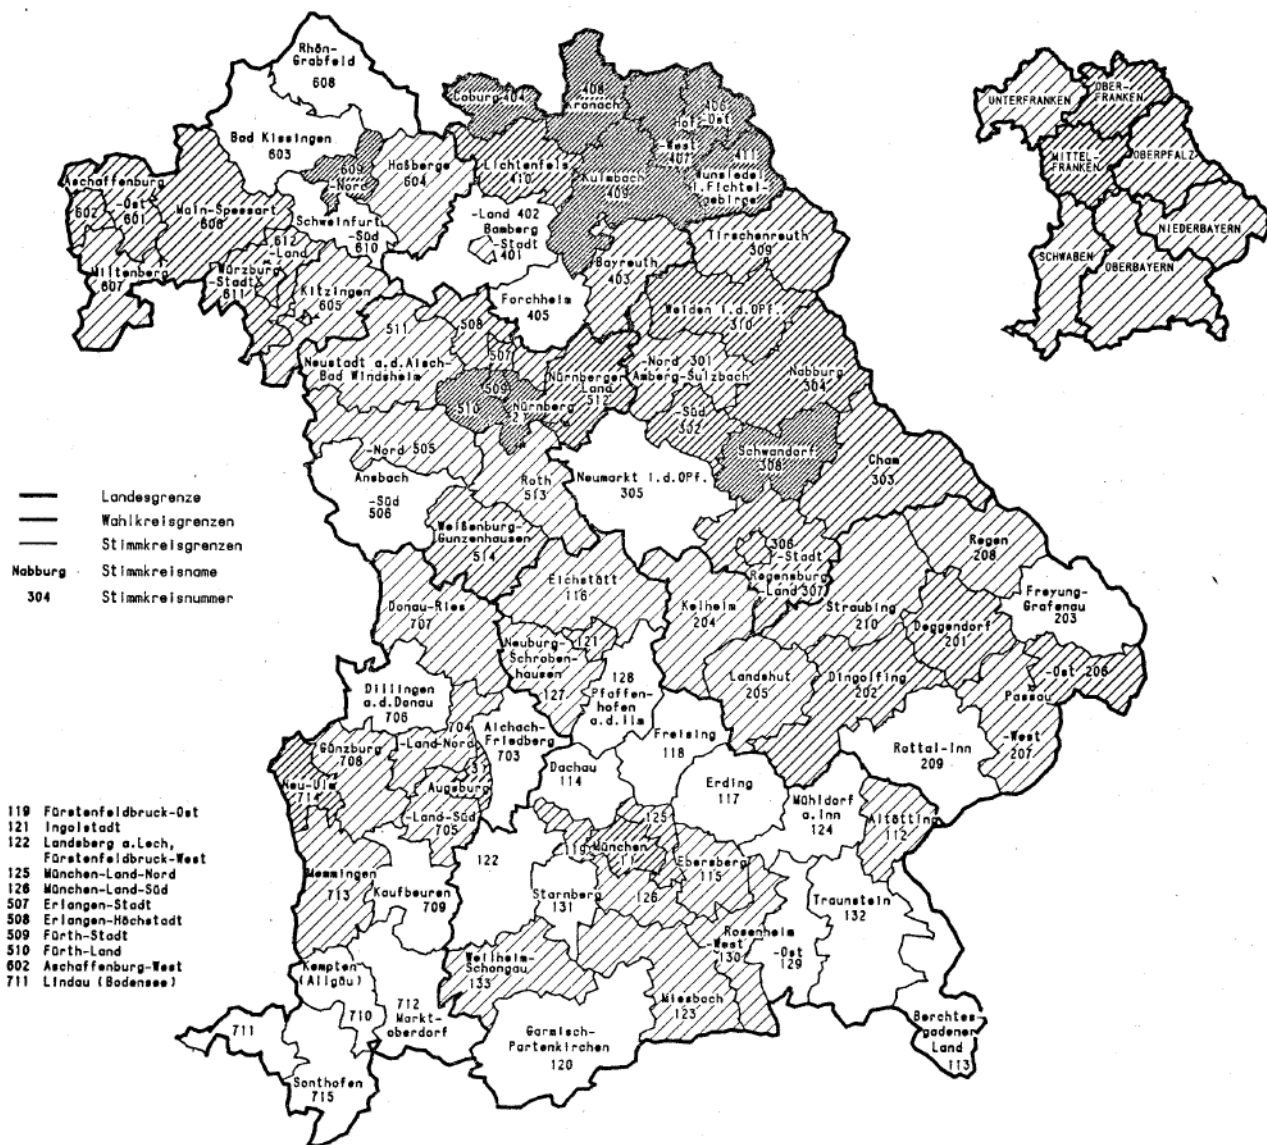 Rhön-
Grabfeld
608
Bad Kissingen
603
Coburg 404
408
Kronach
406
Hof
-Ost
-West
407
411
Wunsiedel
i.Fichtel-
gebirge
Lichtenfels
410
Kulmbach
409
609
-Nord
Haßberge
604
Aschaffenburg
602
-Ost
601
Main-Spessart
606
Schweinfurt
-Süd
610
-Land 402
Bamberg
-Stadt
401
Tirschenreuth
309
Miltenberg
607
612
-Land
Würzburg
-Stadt
611
Kitzingen
605
Bayreuth
403
Forchheim
405
Weiden i.d.OPf.
310
511
Neustadt a.d.Aisch-
Bad Windsheim
508
507
509
510
Nürnberg
2
Nürnberger
Land
512
-Nord 301
Amberg-Sulzbach
-Süd
302
Nabburg
304
Schwandorf
308
Cham
303
-Nord 505
Ansbach
-Süd
506
Roth
513
Neumarkt i.d.OPf.
305
Weißenburg-
Gunzenhausen
514
306
-Stadt
Regensburg
-Land 307
Regen
208
Freyung-
Grafenau
203
Eichstätt
116
Kelheim
204
Straubing
210
Deggendorf
201
Donau-Ries
707
Neuburg-
Schroben-
hausen
127
121
128
Pfaffen-
hofen
a.d.Ilm
Landshut
205
Dingolfing
202
-Ost 206
Passau
-West
207
Dillingen
a.d.Donau
706
704
-Land-Nord
Aichach-
Friedberg
703
Freising
118
Rottal-Inn
209
Günzburg
708
Neu-Ulm
714
Augsburg
-Land-Süd
705
Dachau
114
Erding
117
Mühldorf
a.Inn
124
Altötting
112
Memmingen
713
Kaufbeuren
709
122
119
München
125
126
Ebersberg
115
Starnberg
131
Traunstein
132
Rosenheim
-West
130
-Ost
129
Weilheim-
Schongau
133
Miesbach
123
Kempten
(Allgäu)
710
712
Markt-
oberdorf
711
Sonthofen
715
Garmisch-
Partenkirchen
120
Berchtes-
gadener
Land
113
UNTERFRANKEN
OBER-
FRANKEN
MITTEL-
FRANKEN
OBERPFALZ
NIEDERBAYERN
SCHWABEN
OBERBAYERN
Landesgrenze
Wahlkreisgrenzen
Stimmkreisgrenzen
Nabburg Stimmkreisname
304 Stimmkreisnummer
119 Fürstenfeldbruck-Ost
121 Ingolstadt
122 Landsberg a.Lech,
Fürstenfeldbruck-West
125 München-Land-Nord
126 München-Land-Süd
507 Erlangen-Stadt
508 Erlangen-Höchstadt
509 Fürth-Stadt
510 Fürth-Land
602 Aschaffenburg-West
711 Lindau (Bodensee)